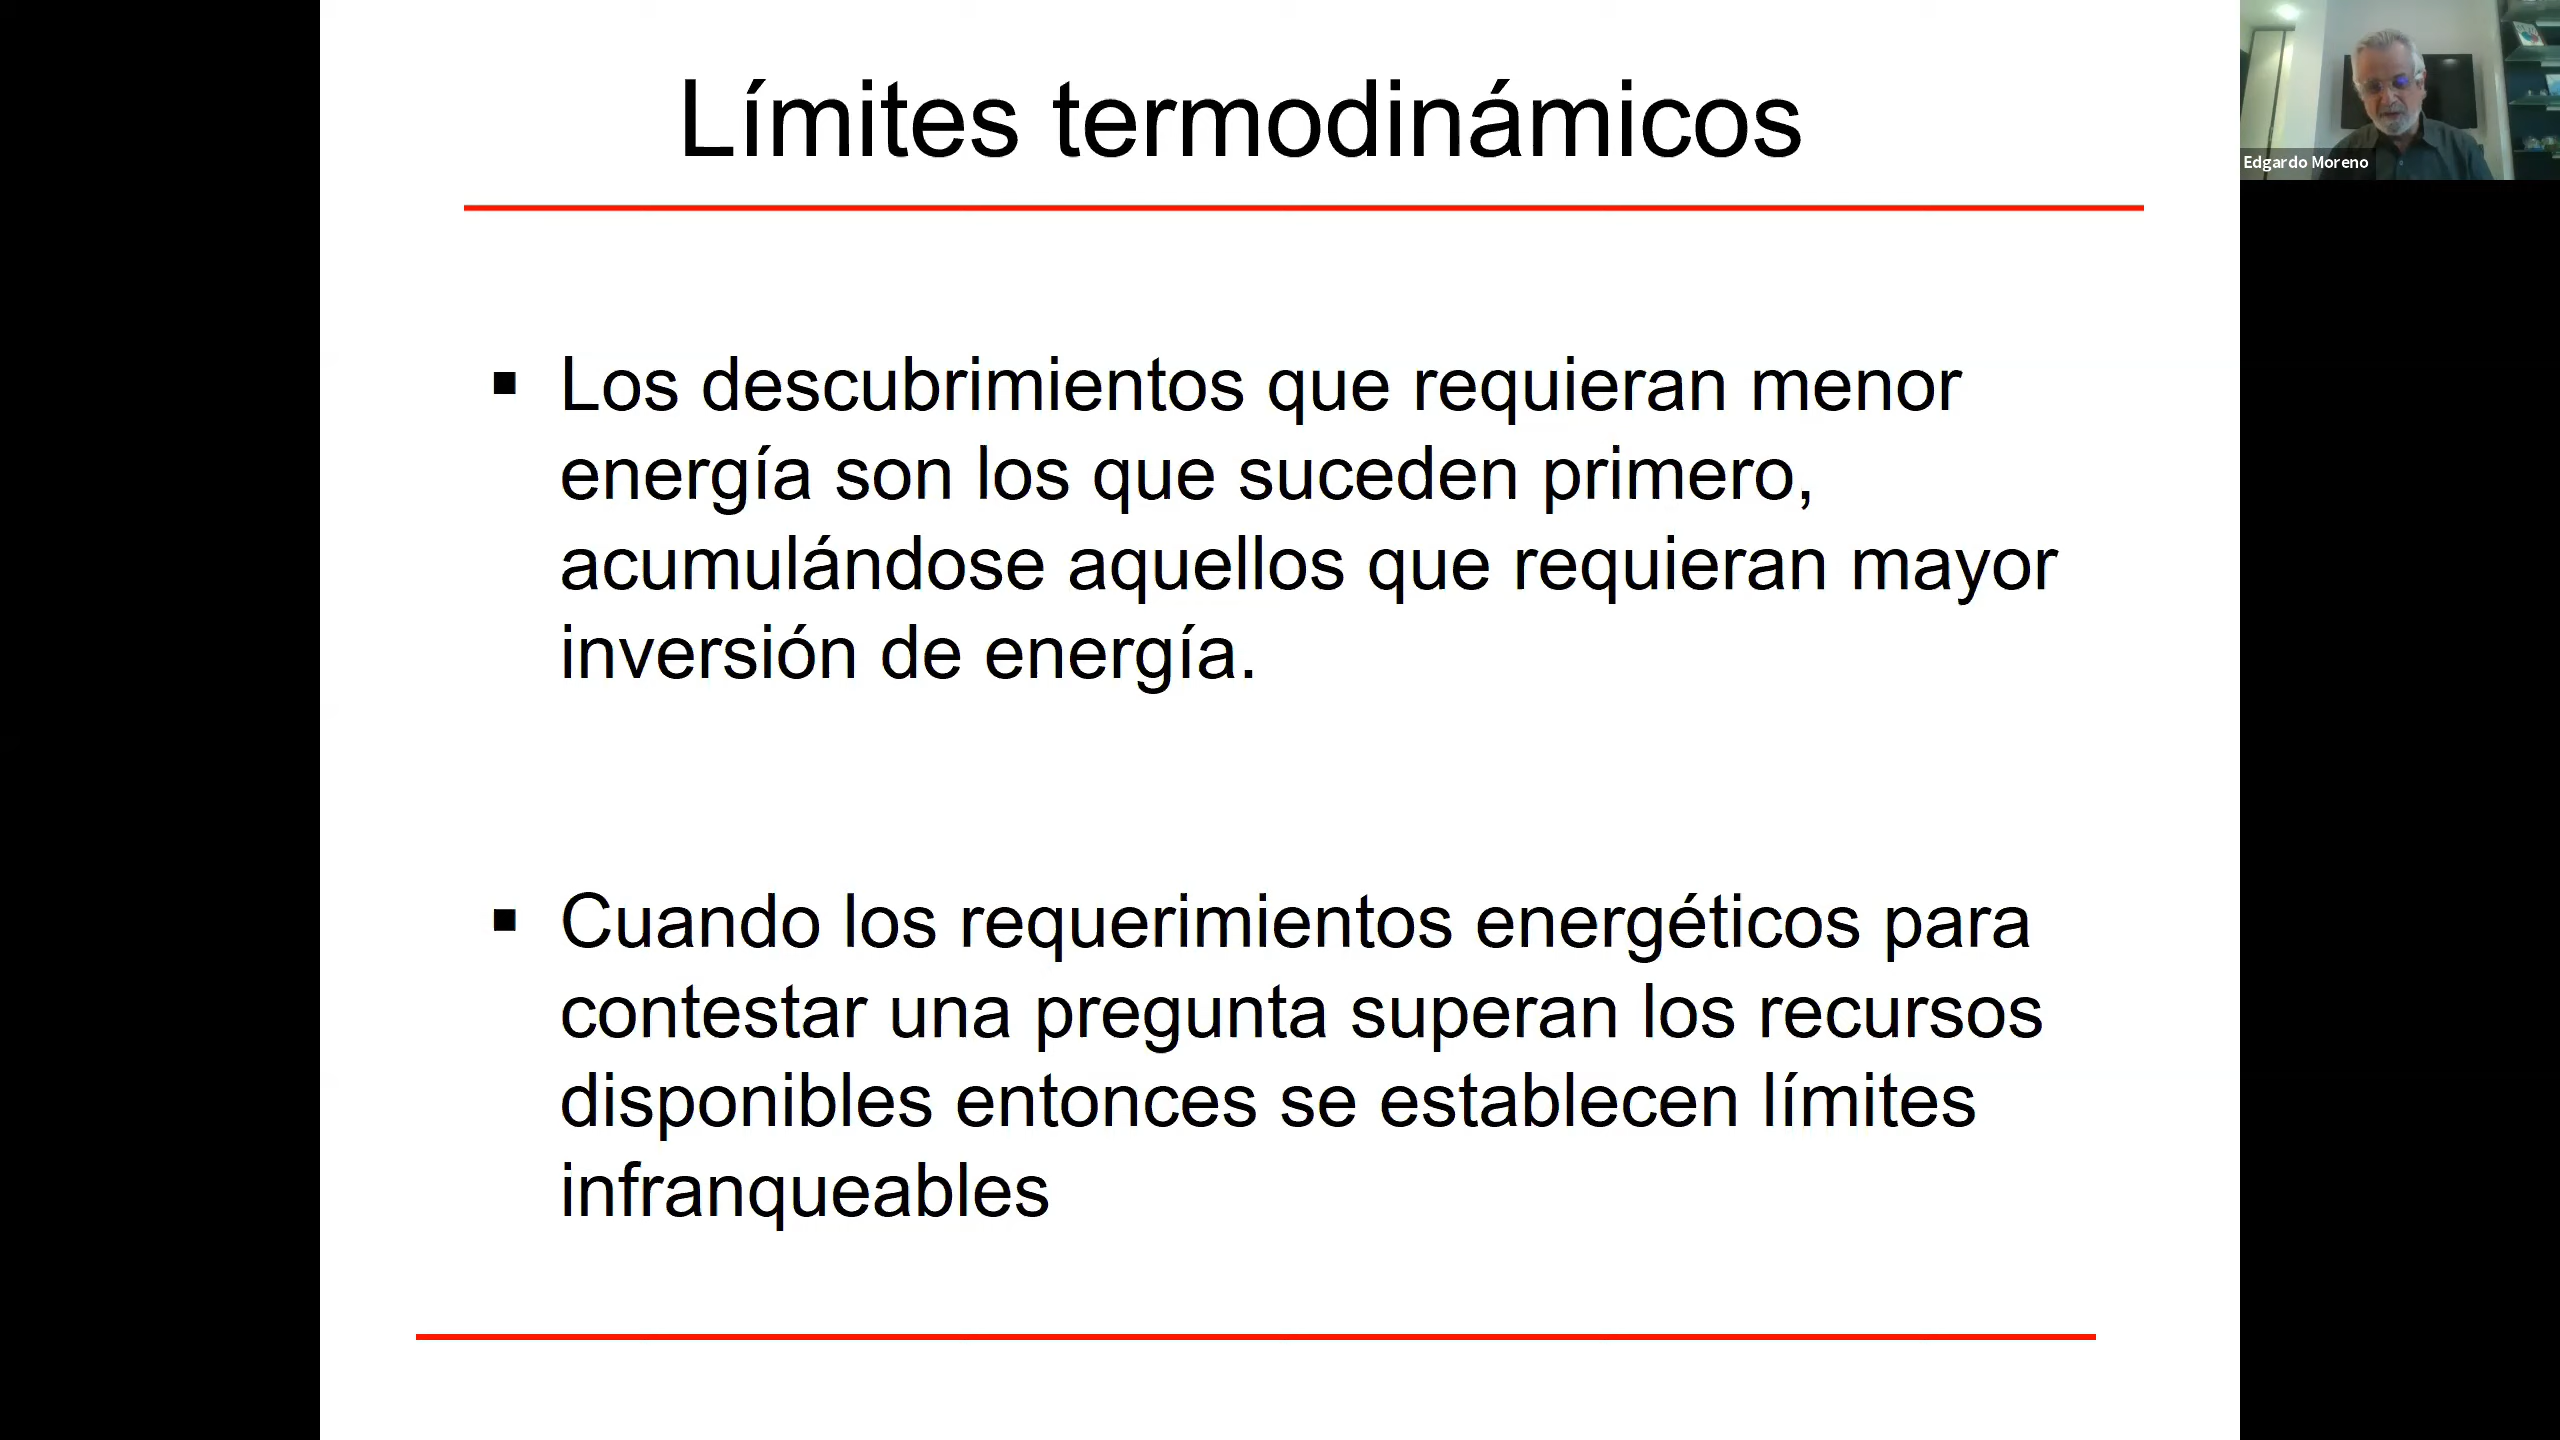 Límites termodinámicos
Edgardo Moreno
▪ Los descubrimientos que requieran menor
energía son los que suceden primero,
acumulándose aquellos que requieran mayor
inversión de energía.
▪ Cuando los requerimientos energéticos para
contestar una pregunta superan los recursos
disponibles entonces se establecen límites
infranqueables